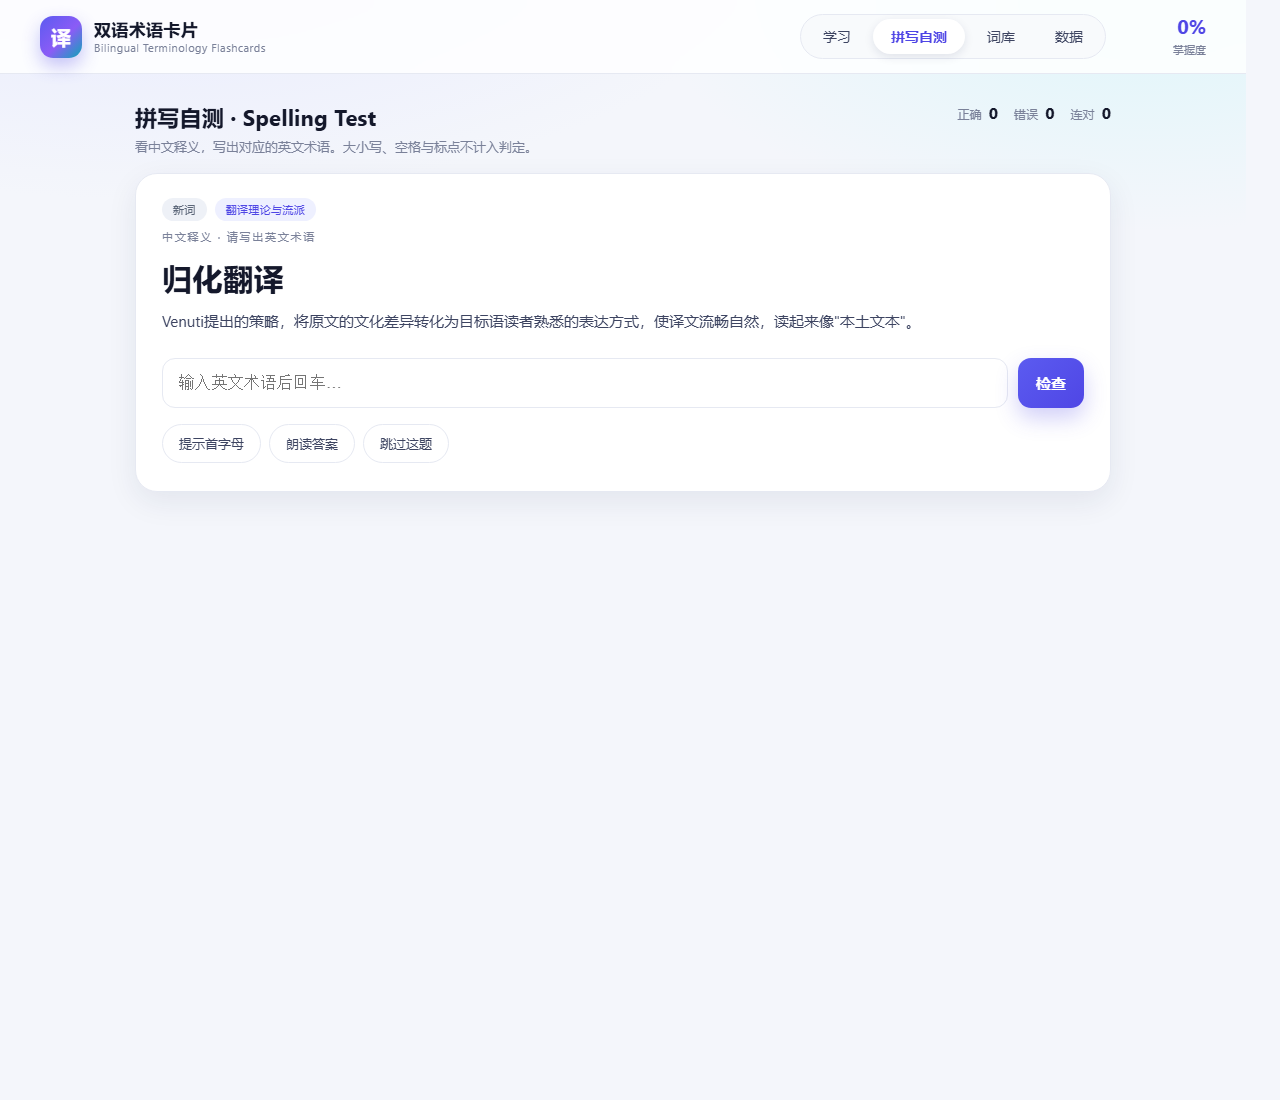 译
双语术语卡片
Bilingual Terminology Flashcards
学习
拼写自测
词库
数据
0%
掌握度
拼写自测 · Spelling Test
正确 0 错误 0 连对 0
看中文释义，写出对应的英文术语。大小写、空格与标点不计入判定。
新词
翻译理论与流派
中文释义 · 请写出英文术语
归化翻译
Venuti提出的策略，将原文的文化差异转化为目标语读者熟悉的表达方式，使译文流畅自然，读起来像"本土文本"。
输入英文术语后回车…
检查
提示首字母
朗读答案
跳过这题